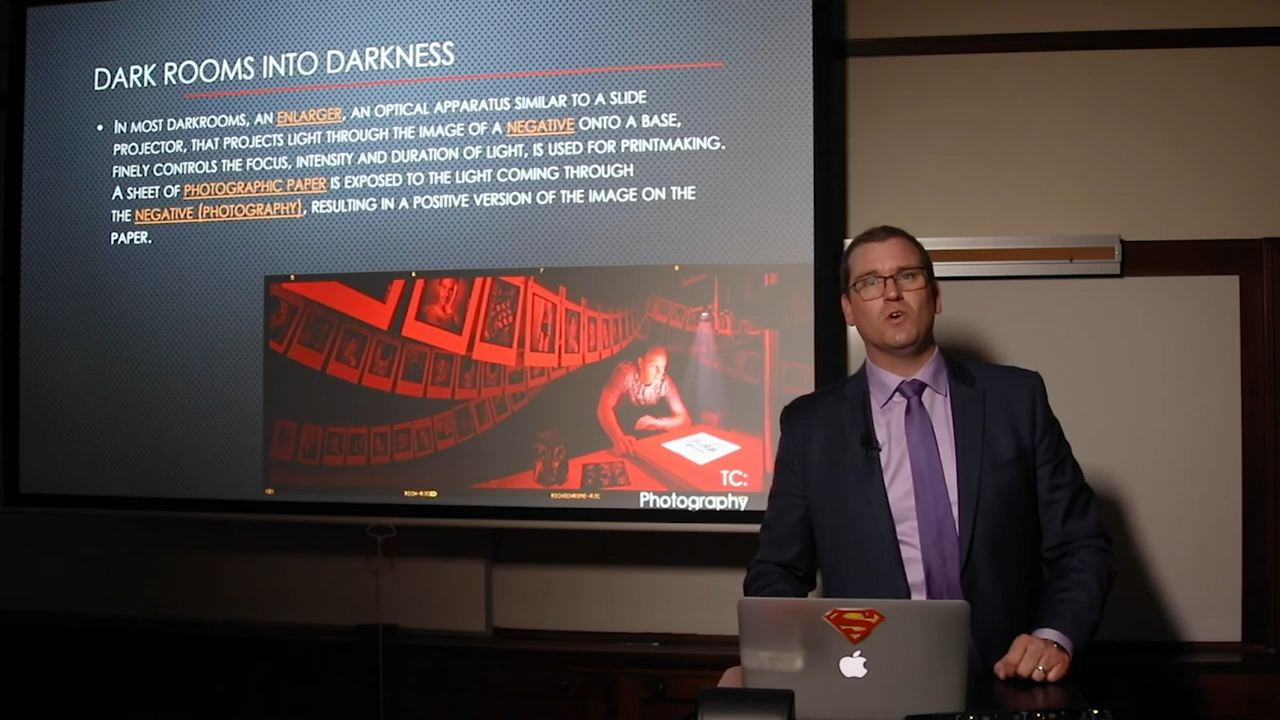 DARK ROOMS INTO DARKNESS
• IN MOST DARKROOMS, AN ENLARGER, AN OPTICAL APPARATUS SIMILAR TO A SLIDE
PROJECTOR, THAT PROJECTS LIGHT THROUGH THE IMAGE OF A NEGATIVE ONTO A BASE,
FINELY CONTROLS THE FOCUS, INTENSITY AND DURATION OF LIGHT, IS USED FOR PRINTMAKING.
A SHEET OF PHOTOGRAPHIC PAPER IS EXPOSED TO THE LIGHT COMING THROUGH
THE NEGATIVE (PHOTOGRAPHY), RESULTING IN A POSITIVE VERSION OF THE IMAGE ON THE
PAPER.
TC:
Photography